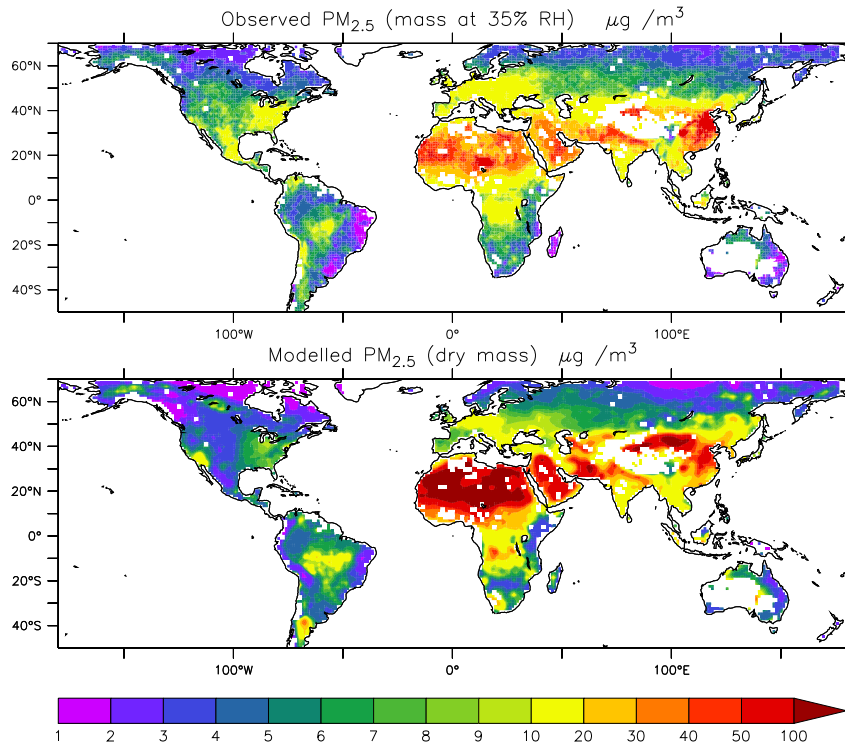 Observed PM2.5 (mass at 35% RH) μg /m3
60°N
40°N
20°N
0°
20°S
40°S
100°W 0° 100°E
Modelled PM2.5 (dry mass) μg /m3
60°N
40°N
20°N
0°
20°S
40°S
100°W 0° 100°E
1 2 3 4 5 6 7 8 9 10 20 30 40 50 100